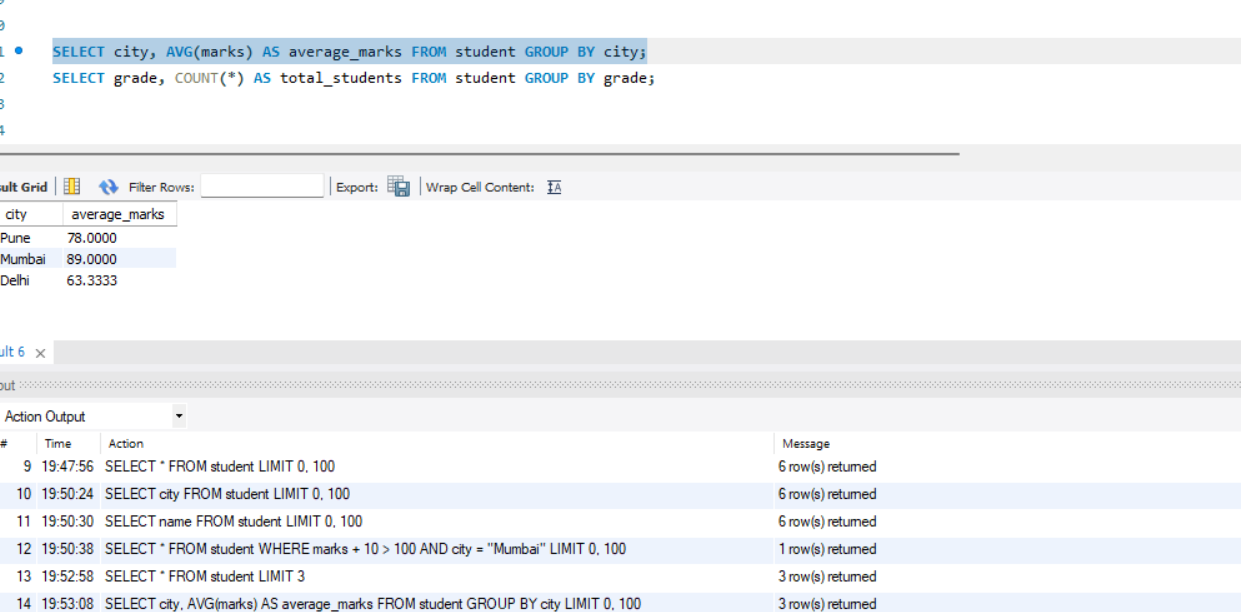 SELECT city, AVG(marks) AS average_marks FROM student GROUP BY city;
SELECT grade, COUNT(*) AS total_students FROM student GROUP BY grade;
ult Grid Filter Rows: Export: Wrap Cell Content:
city average_marks
Pune 78.0000
Mumbai 89.0000
Delhi 63.3333
ult 6
out
Action Output
# Time Action Message
9 19:47:56 SELECT * FROM student LIMIT 0, 100 6 row(s) returned
10 19:50:24 SELECT city FROM student LIMIT 0, 100 6 row(s) returned
11 19:50:30 SELECT name FROM student LIMIT 0, 100 6 row(s) returned
12 19:50:38 SELECT * FROM student WHERE marks + 10 > 100 AND city = "Mumbai" LIMIT 0, 100 1 row(s) returned
13 19:52:58 SELECT * FROM student LIMIT 3 3 row(s) returned
14 19:53:08 SELECT city, AVG(marks) AS average_marks FROM student GROUP BY city LIMIT 0, 100 3 row(s) returned